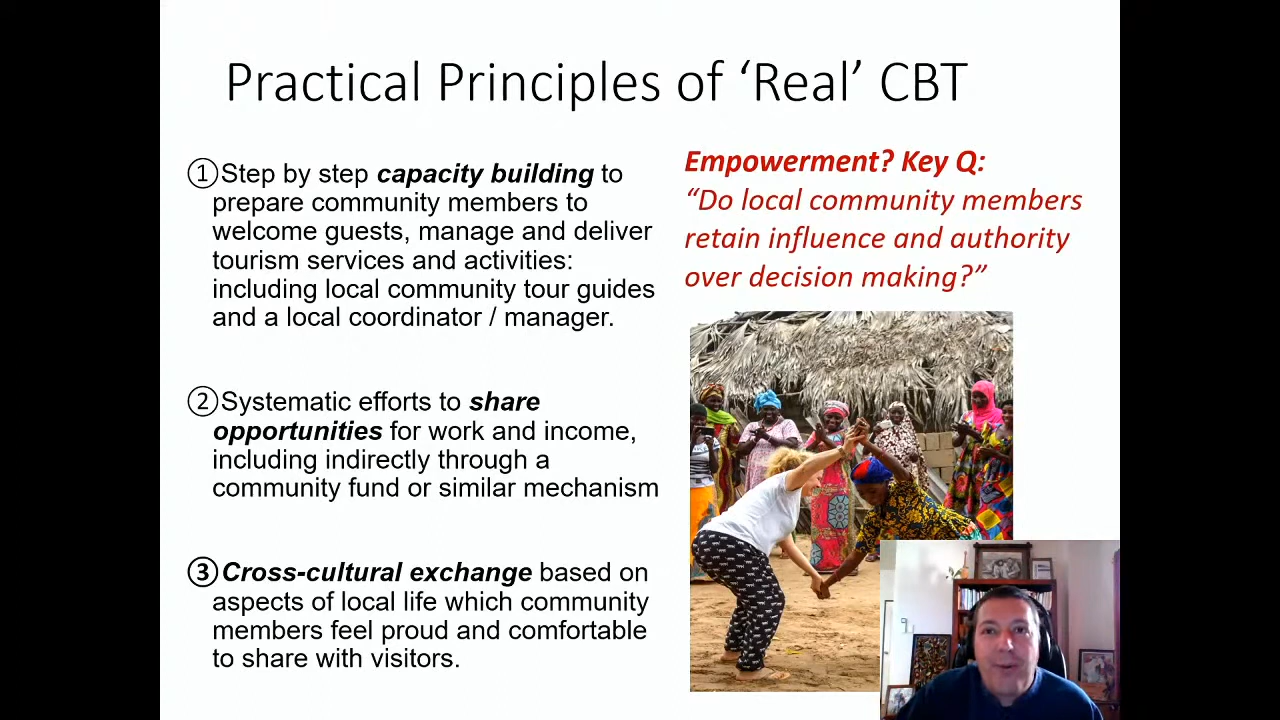 Practical Principles of ‘Real’ CBT
①Step by step capacity building to
prepare community members to
welcome guests, manage and deliver
tourism services and activities:
including local community tour guides
and a local coordinator / manager.
②Systematic efforts to share
opportunities for work and income,
including indirectly through a
community fund or similar mechanism
③Cross-cultural exchange based on
aspects of local life which community
members feel proud and comfortable
to share with visitors.
Empowerment? Key Q:
“Do local community members
retain influence and authority
over decision making?”